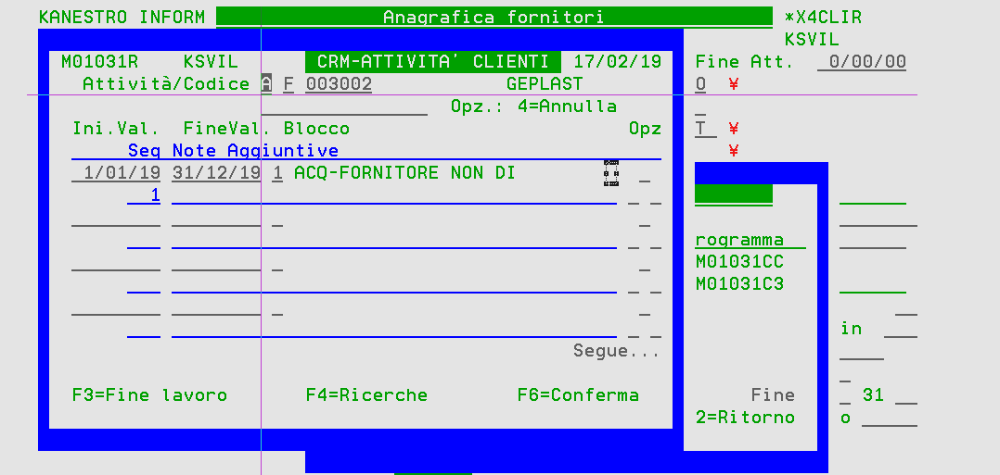 KANESTRO INFORM Anagrafica fornitori *X4CLIR
KSVIL
M01031R KSVIL CRM-ATTIVITA' CLIENTI 17/02/19 Fine Att. 0/00/00
Attività/Codice A F 003002 GEPLAST O ¥
Opz.: 4=Annulla
Ini.Val. FineVal. Blocco Opz T ¥
Seq Note Aggiuntive ¥
1/01/19 31/12/19 1 ACQ-FORNITORE NON DI
1
rogramma
M01031CC
M01031C3
in
Segue...
F3=Fine lavoro F4=Ricerche F6=Conferma Fine 31
2=Ritorno o